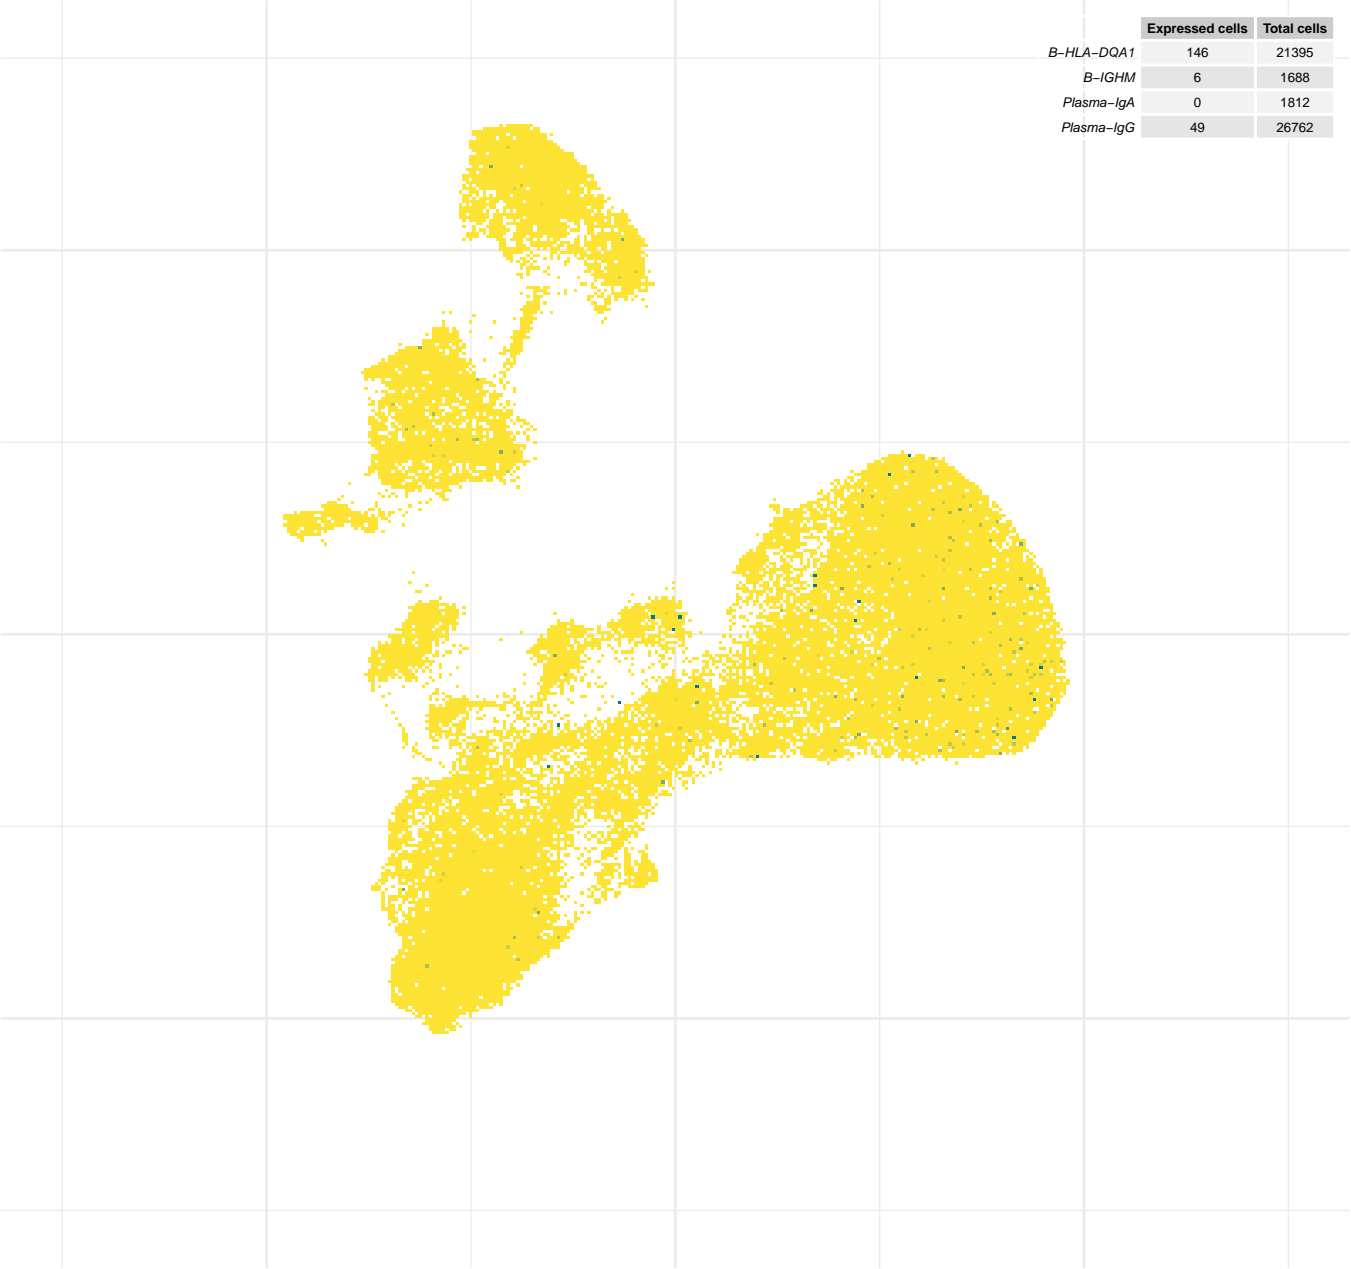 Expressed cells Total cells
B−HLA−DQA1 146 21395
B−IGHM 6 1688
Plasma−IgA 0 1812
Plasma−IgG 49 26762